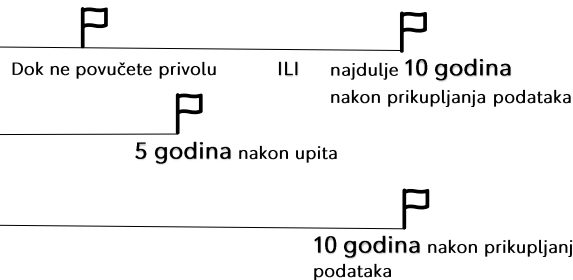 Dok ne povučete privolu ILI najdulje 10 godina
nakon prikupljanja podataka
5 godina nakon upita
10 godina nakon prikupljanj
podataka